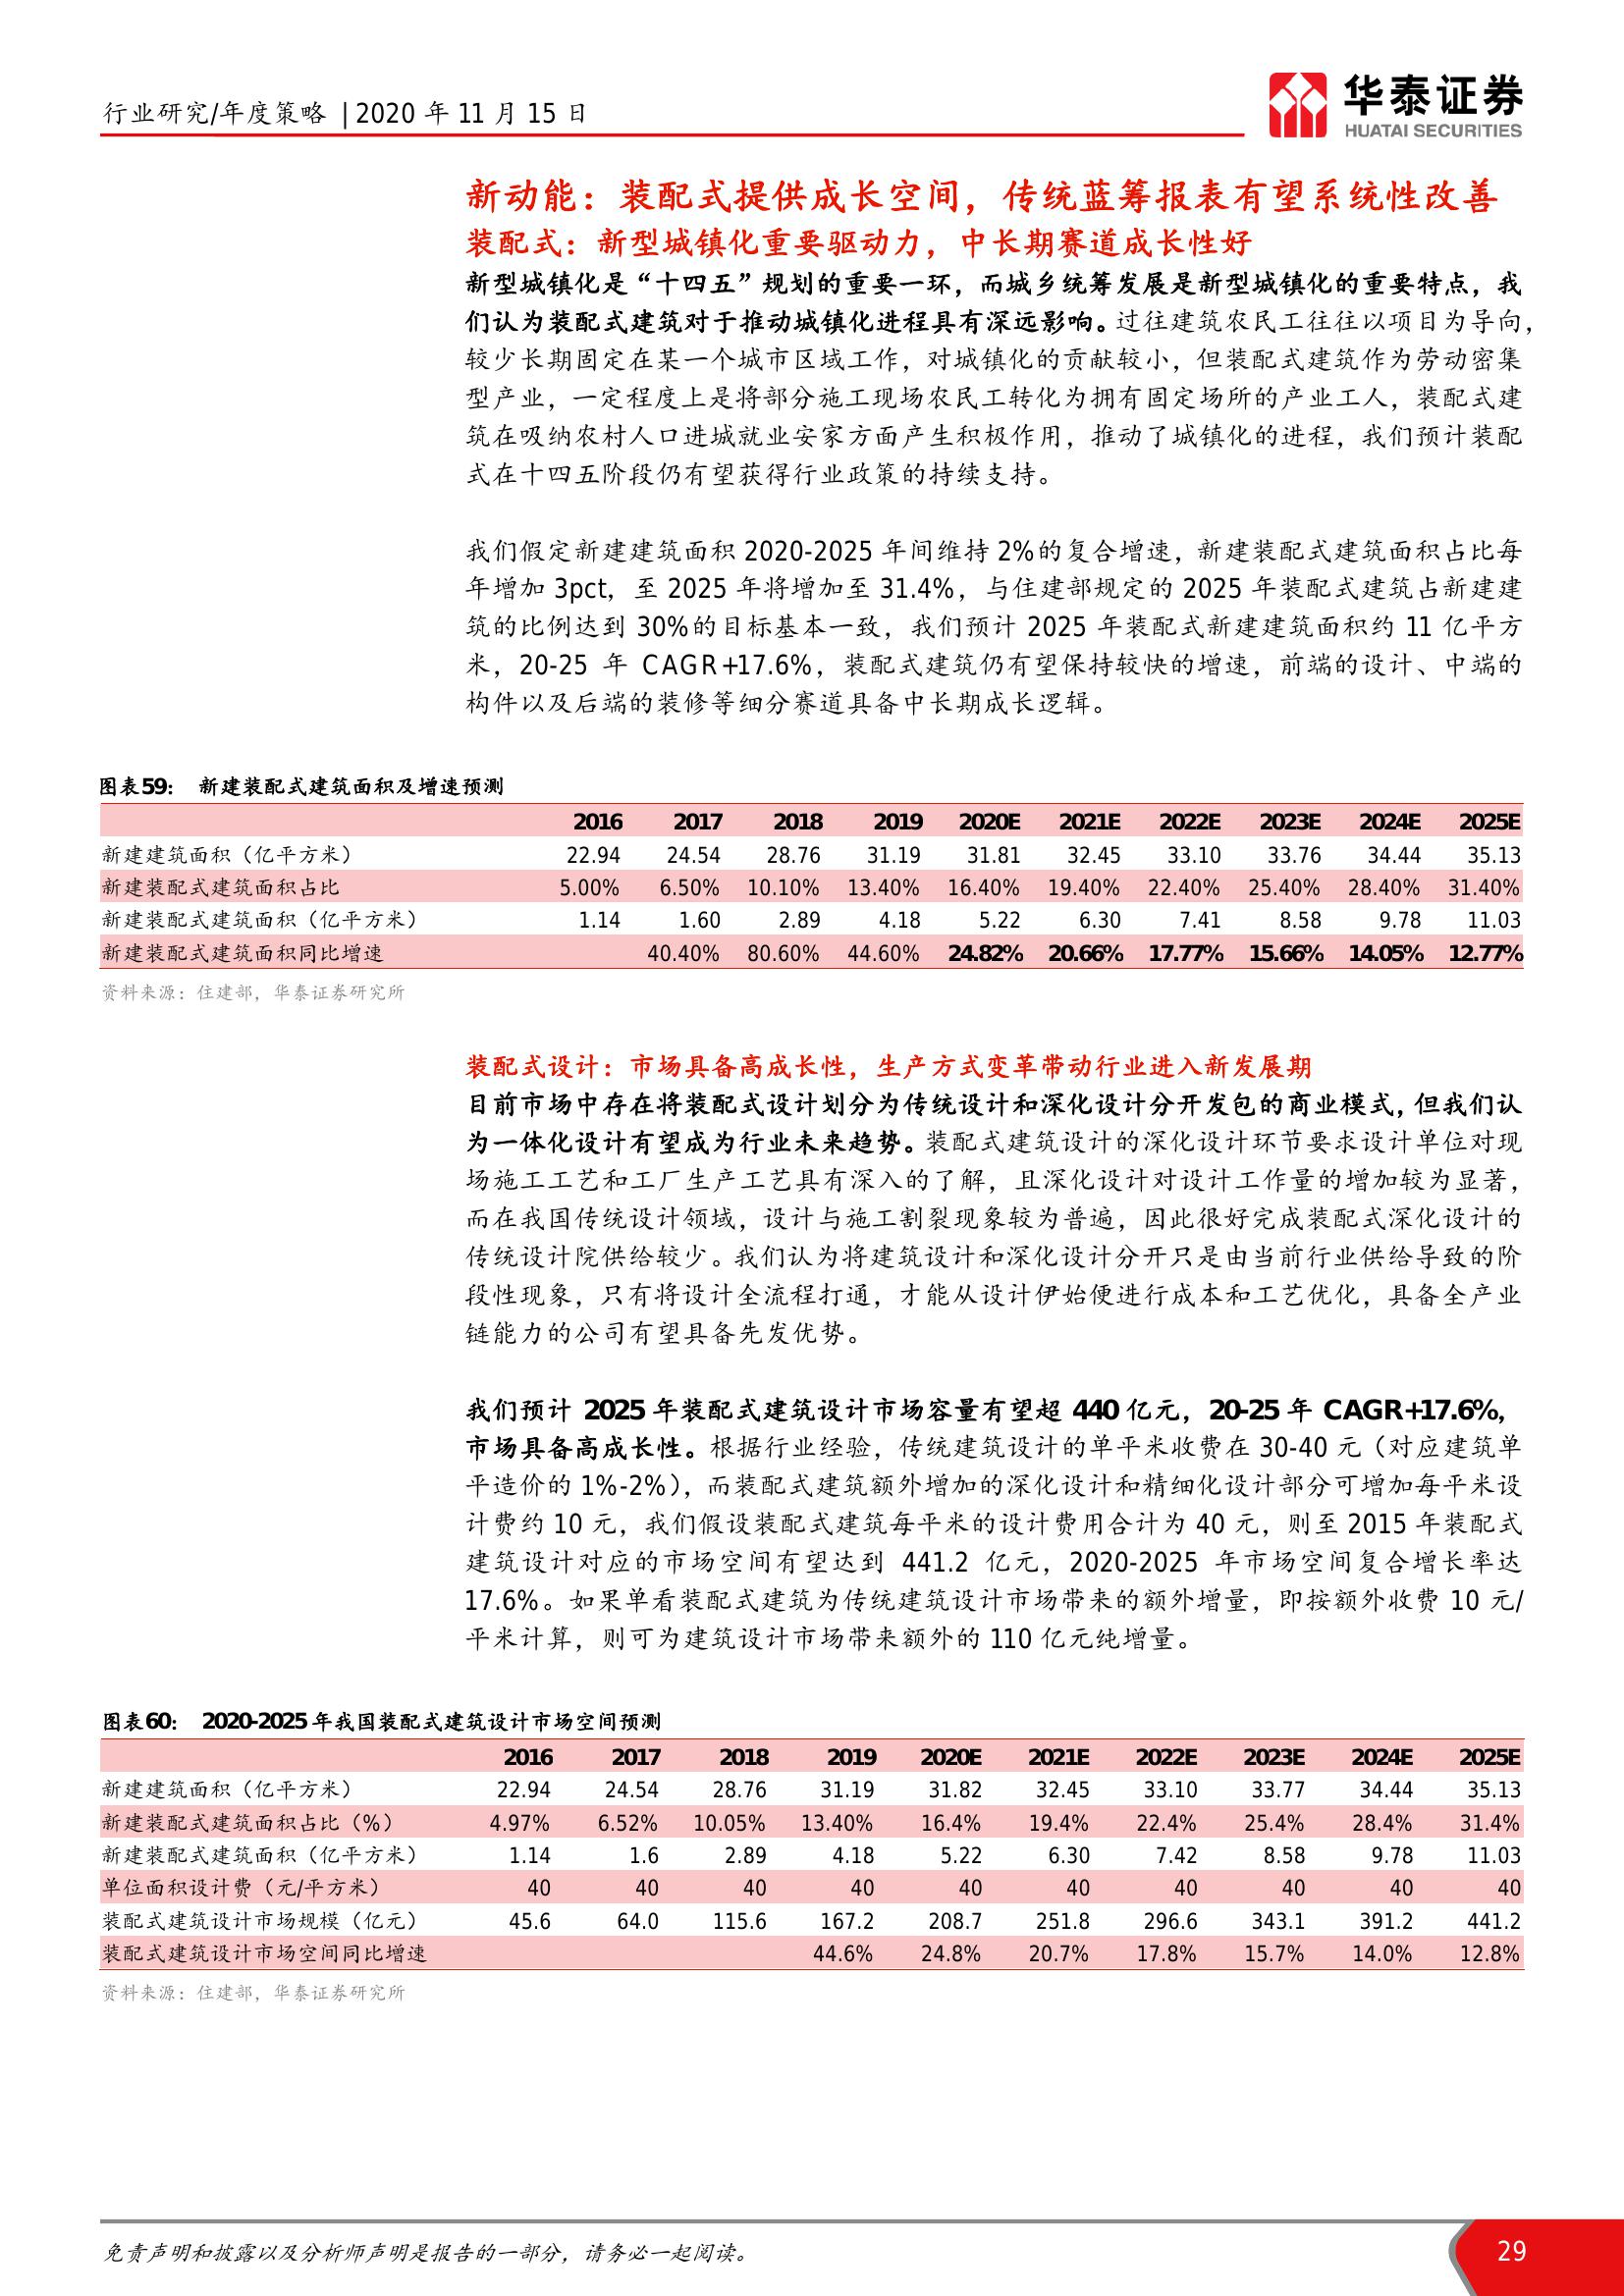 行业研究/年度策略 | 2020 年 11 月 15 日
华泰证券
HUATAI SECURITIES
新动能：装配式提供成长空间，传统蓝筹报表有望系统性改善
装配式：新型城镇化重要驱动力，中长期赛道成长性好
新型城镇化是“十四五”规划的重要一环，而城乡统筹发展是新型城镇化的重要特点，我
们认为装配式建筑对于推动城镇化进程具有深远影响。过往建筑农民工往往以项目为导向，
较少长期固定在某一个城市区域工作，对城镇化的贡献较小，但装配式建筑作为劳动密集
型产业，一定程度上是将部分施工现场农民工转化为拥有固定场所的产业工人，装配式建
筑在吸纳农村人口进城就业安家方面产生积极作用，推动了城镇化的进程，我们预计装配
式在十四五阶段仍有望获得行业政策的持续支持。
我们假定新建建筑面积 2020-2025 年间维持 2%的复合增速，新建装配式建筑面积占比每
年增加 3pct，至 2025 年将增加至 31.4%，与住建部规定的 2025 年装配式建筑占新建建
筑的比例达到 30%的目标基本一致，我们预计 2025 年装配式新建建筑面积约 11 亿平方
米，20-25 年 CAGR+17.6%，装配式建筑仍有望保持较快的增速，前端的设计、中端的
构件以及后端的装修等细分赛道具备中长期成长逻辑。
图表59： 新建装配式建筑面积及增速预测
2016 2017 2018 2019 2020E 2021E 2022E 2023E 2024E 2025E
新建建筑面积（亿平方米） 22.94 24.54 28.76 31.19 31.81 32.45 33.10 33.76 34.44 35.13
新建装配式建筑面积占比 5.00% 6.50% 10.10% 13.40% 16.40% 19.40% 22.40% 25.40% 28.40% 31.40%
新建装配式建筑面积（亿平方米） 1.14 1.60 2.89 4.18 5.22 6.30 7.41 8.58 9.78 11.03
新建装配式建筑面积同比增速 40.40% 80.60% 44.60% 24.82% 20.66% 17.77% 15.66% 14.05% 12.77%
资料来源：住建部，华泰证券研究所
装配式设计：市场具备高成长性，生产方式变革带动行业进入新发展期
目前市场中存在将装配式设计划分为传统设计和深化设计分开发包的商业模式，但我们认
为一体化设计有望成为行业未来趋势。装配式建筑设计的深化设计环节要求设计单位对现
场施工工艺和工厂生产工艺具有深入的了解，且深化设计对设计工作量的增加较为显著，
而在我国传统设计领域，设计与施工割裂现象较为普遍，因此很好完成装配式深化设计的
传统设计院供给较少。我们认为将建筑设计和深化设计分开只是由当前行业供给导致的阶
段性现象，只有将设计全流程打通，才能从设计伊始便进行成本和工艺优化，具备全产业
链能力的公司有望具备先发优势。
我们预计 2025 年装配式建筑设计市场容量有望超 440 亿元，20-25 年 CAGR+17.6%，
市场具备高成长性。根据行业经验，传统建筑设计的单平米收费在 30-40 元（对应建筑单
平造价的 1%-2%），而装配式建筑额外增加的深化设计和精细化设计部分可增加每平米设
计费约 10 元，我们假设装配式建筑每平米的设计费用合计为 40 元，则至 2015 年装配式
建筑设计对应的市场空间有望达到 441.2 亿元，2020-2025 年市场空间复合增长率达
17.6%。如果单看装配式建筑为传统建筑设计市场带来的额外增量，即按额外收费 10 元/
平米计算，则可为建筑设计市场带来额外的 110 亿元纯增量。
图表60： 2020-2025 年我国装配式建筑设计市场空间预测
2016 2017 2018 2019 2020E 2021E 2022E 2023E 2024E 2025E
新建建筑面积（亿平方米） 22.94 24.54 28.76 31.19 31.82 32.45 33.10 33.77 34.44 35.13
新建装配式建筑面积占比（%） 4.97% 6.52% 10.05% 13.40% 16.4% 19.4% 22.4% 25.4% 28.4% 31.4%
新建装配式建筑面积（亿平方米） 1.14 1.6 2.89 4.18 5.22 6.30 7.42 8.58 9.78 11.03
单位面积设计费（元/平方米） 40 40 40 40 40 40 40 40 40 40
装配式建筑设计市场规模（亿元） 45.6 64.0 115.6 167.2 208.7 251.8 296.6 343.1 391.2 441.2
装配式建筑设计市场空间同比增速 44.6% 24.8% 20.7% 17.8% 15.7% 14.0% 12.8%
资料来源：住建部，华泰证券研究所
免责声明和披露以及分析师声明是报告的一部分，请务必一起阅读。
29